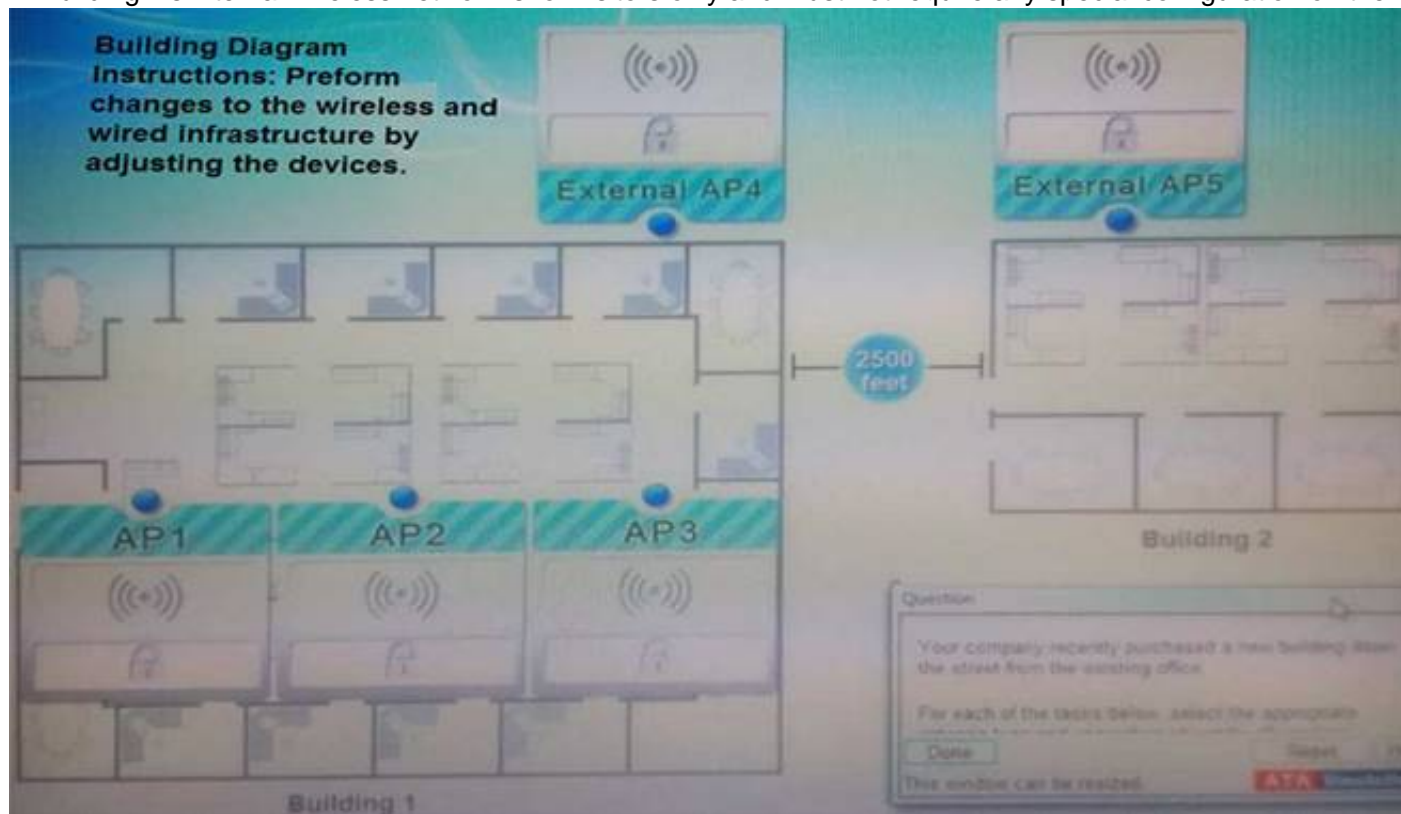 Building Diagram
Instructions: Preform
changes to the wireless and
wired infrastructure by
adjusting the devices.
External AP4
External AP5
2500
feet
AP1
AP2
AP3
Building 1
Building 2
Question
Your company recently purchased a new building down
the street from the existing office.
For each of the tasks below, select the appropriate
Done
Reset
This window can be resized.